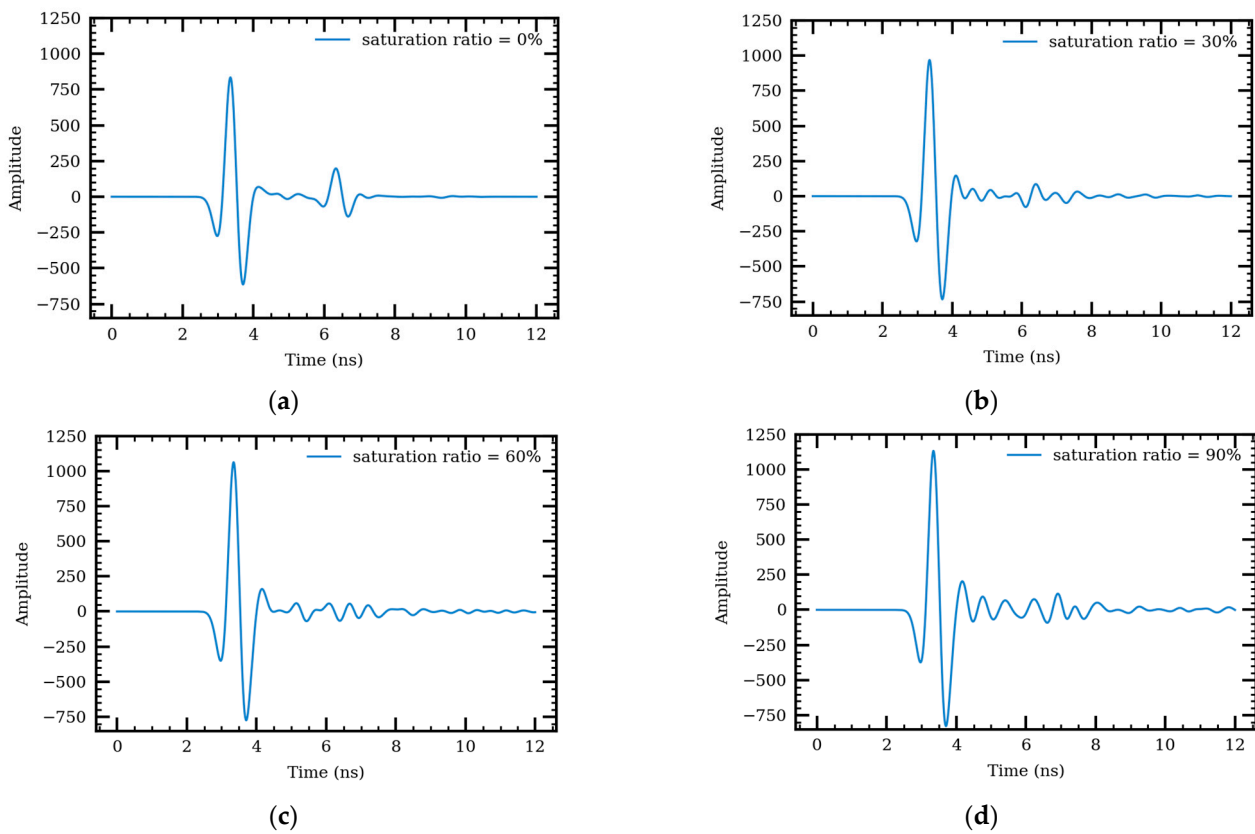 1250
1000
750
500
250
0
−250
−500
−750
Amplitude
saturation ratio = 0%
0 2 4 6 8 10 12
Time (ns)
(a)
1250
1000
750
500
250
0
−250
−500
−750
Amplitude
saturation ratio = 30%
0 2 4 6 8 10 12
Time (ns)
(b)
1250
1000
750
500
250
0
−250
−500
−750
Amplitude
saturation ratio = 60%
0 2 4 6 8 10 12
Time (ns)
(c)
1250
1000
750
500
250
0
−250
−500
−750
Amplitude
saturation ratio = 90%
0 2 4 6 8 10 12
Time (ns)
(d)